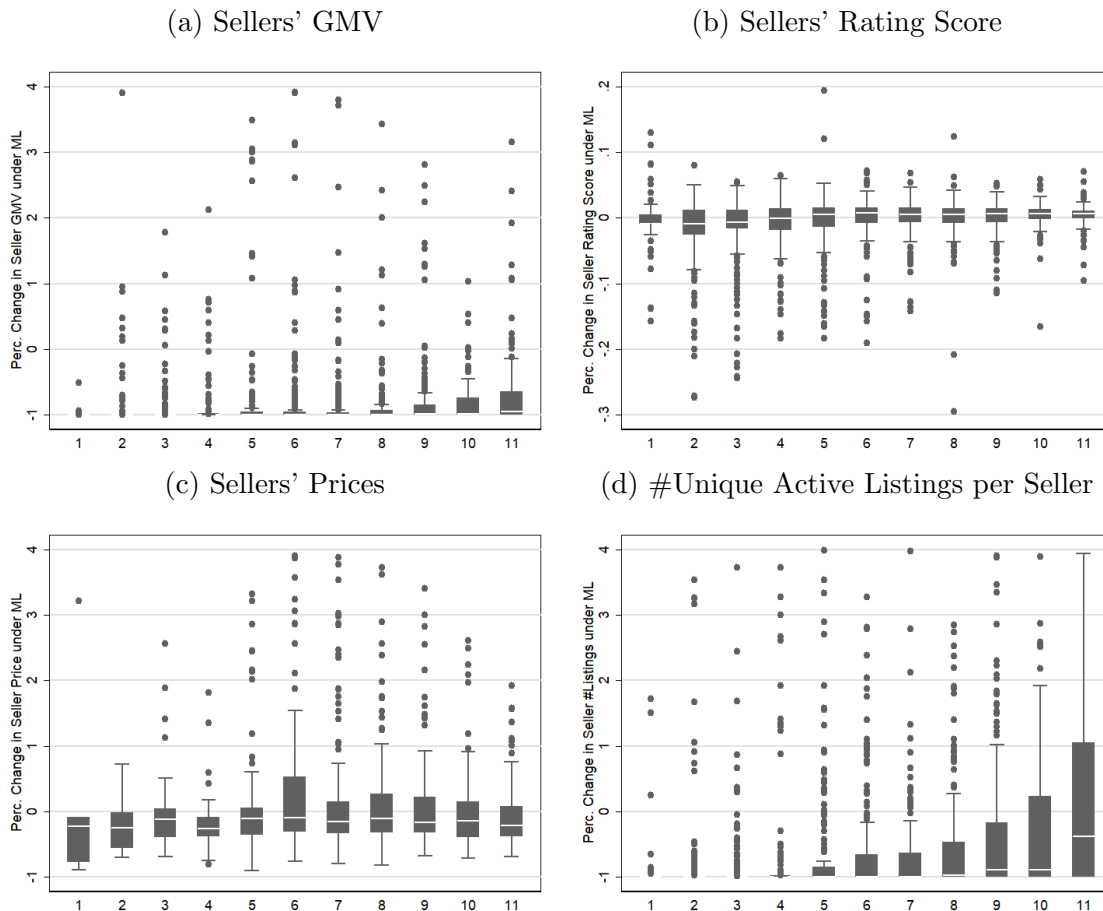 (a) Sellers' GMV
Perc. Change in Seller GMV under ML
4
3
2
1
0
-1
1 2 3 4 5 6 7 8 9 10 11
(b) Sellers' Rating Score
Perc. Change in Seller Rating Score under ML
.2
.1
0
-.1
-.2
-.3
1 2 3 4 5 6 7 8 9 10 11
(c) Sellers' Prices
Perc. Change in Seller Price under ML
4
3
2
1
0
-1
1 2 3 4 5 6 7 8 9 10 11
(d) #Unique Active Listings per Seller
Perc. Change in Seller #Listings under ML
4
3
2
1
0
-1
1 2 3 4 5 6 7 8 9 10 11